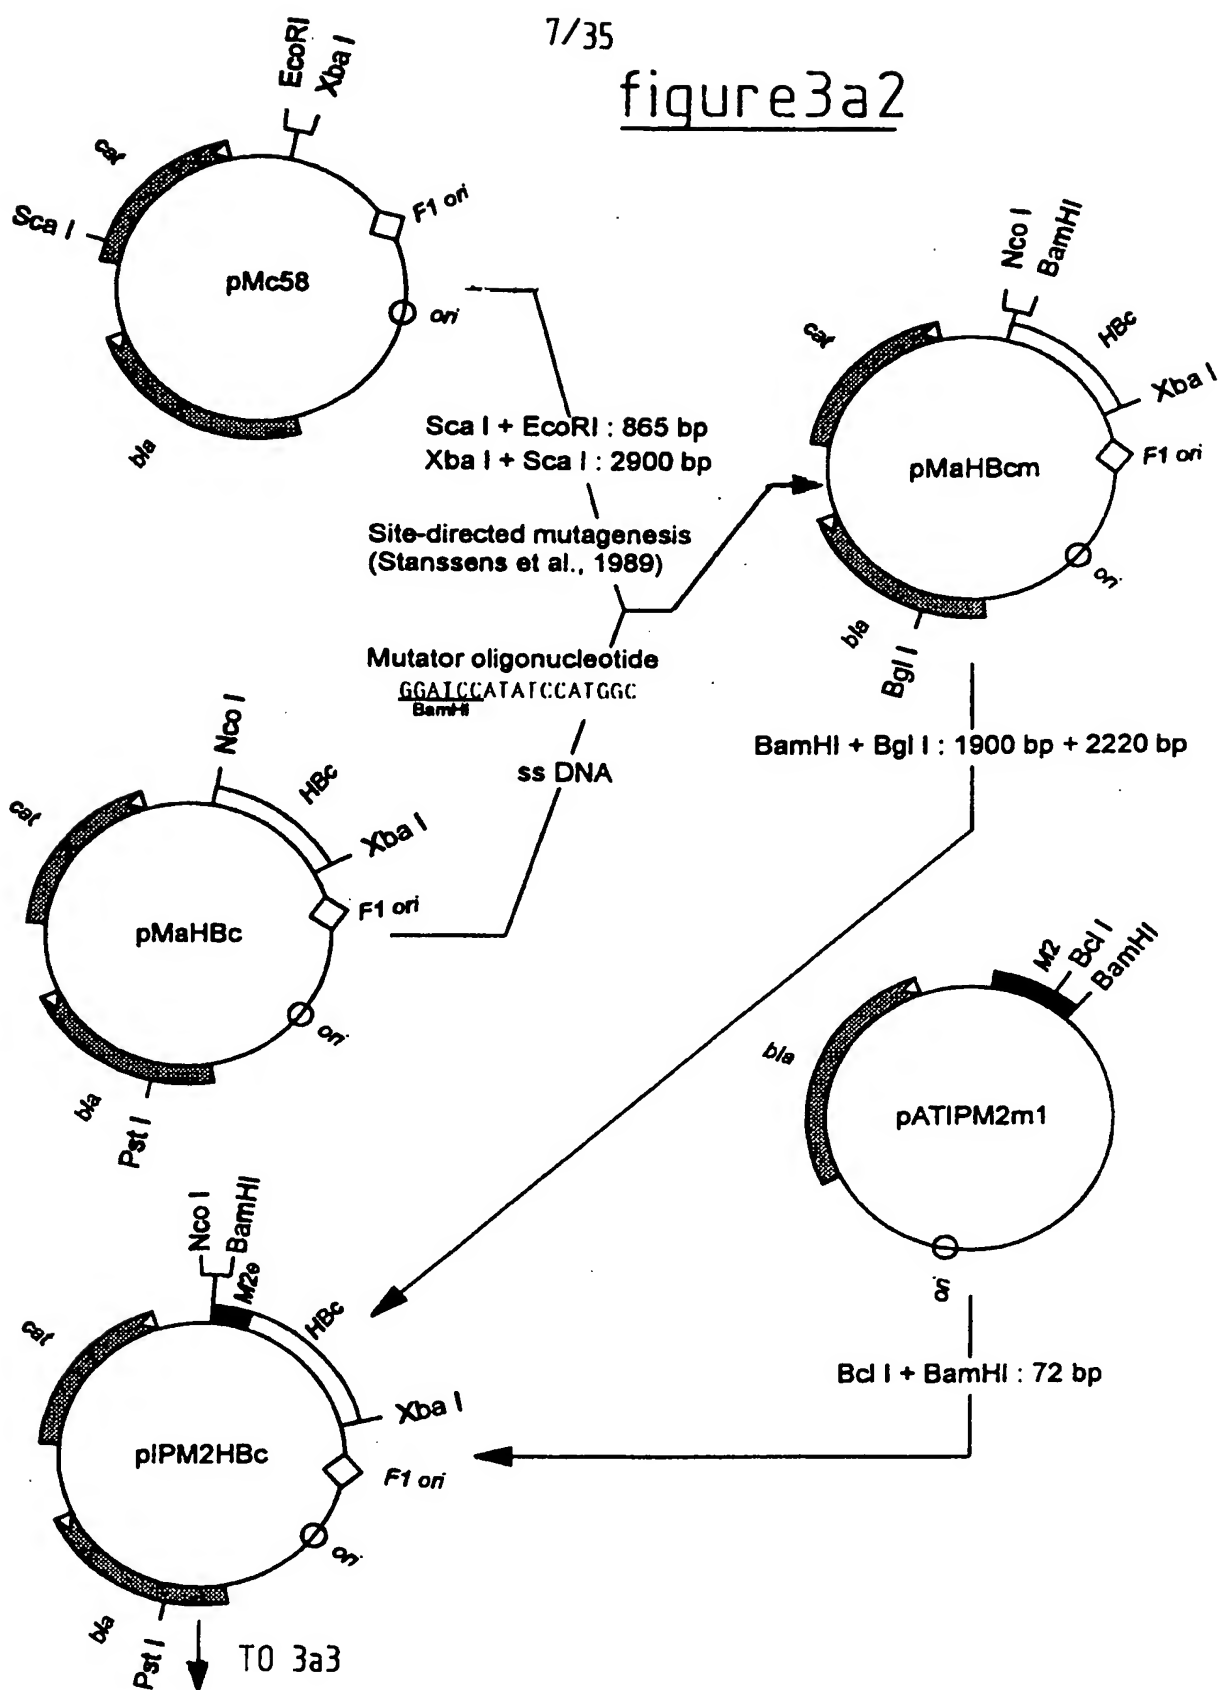 7/35
figure3a2
EcoRI
Xba I
cat
Sca I
F1 ori
pMc58
ori
bla
Nco I
BamHI
cat
HBc
Xba I
Sca I + EcoRI : 865 bp
Xba I + Sca I : 2900 bp
pMaHBcm
F1 ori
Site-directed mutagenesis
(Stanssens et al., 1989)
ori
bla
Bgl I
Mutator oligonucleotide
GGATCCATATCCATGGC
BamHI
Nco I
BamHI + Bgl I : 1900 bp + 2220 bp
ss DNA
HBc
cat
Xba I
F1 ori
pMaHBc
M2
Bcl I
BamHI
ori
bla
bla
Pst I
pATIPM2m1
Nco I
BamHI
M2e
HBc
ori
cat
Bcl I + BamHI : 72 bp
Xba I
pIPM2HBc
F1 ori
ori
bla
Pst I
TO 3a3